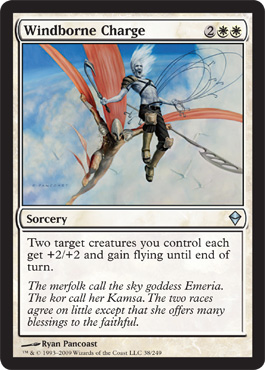 Windborne Charge 2
R. PANCOAST
Sorcery
Two target creatures you control each
get +2/+2 and gain flying until end of
turn.
The merfolk call the sky goddess Emeria.
The kor call her Kamsa. The two races
agree on little except that she offers many
blessings to the faithful.
Ryan Pancoast
™ & © 1993–2009 Wizards of the Coast LLC 38/249